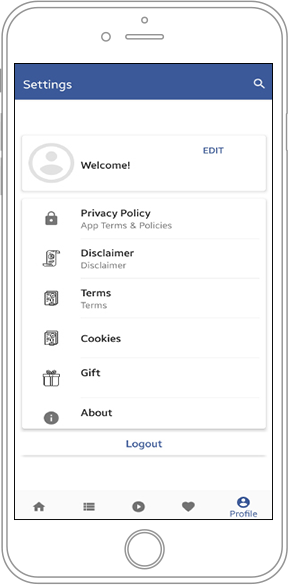 Settings
EDIT
Welcome!
Privacy Policy
App Terms & Policies
Disclaimer
Disclaimer
Terms
Terms
Cookies
Gift
About
Logout
Profile